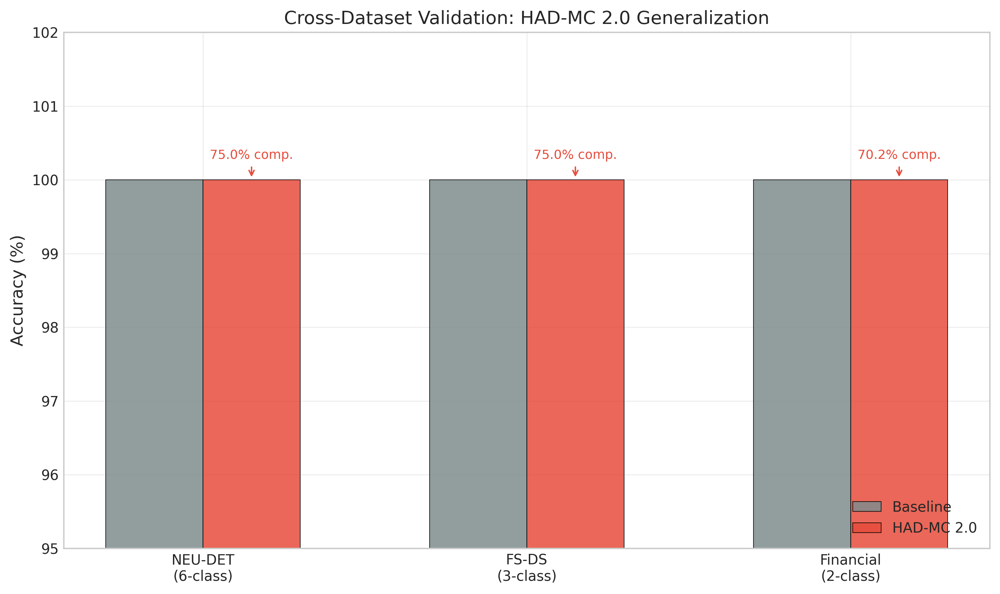 Cross-Dataset Validation: HAD-MC 2.0 Generalization
102
101
100
99
98
97
96
95
Accuracy (%)
75.0% comp.
75.0% comp.
70.2% comp.
Baseline
HAD-MC 2.0
NEU-DET
(6-class)
FS-DS
(3-class)
Financial
(2-class)